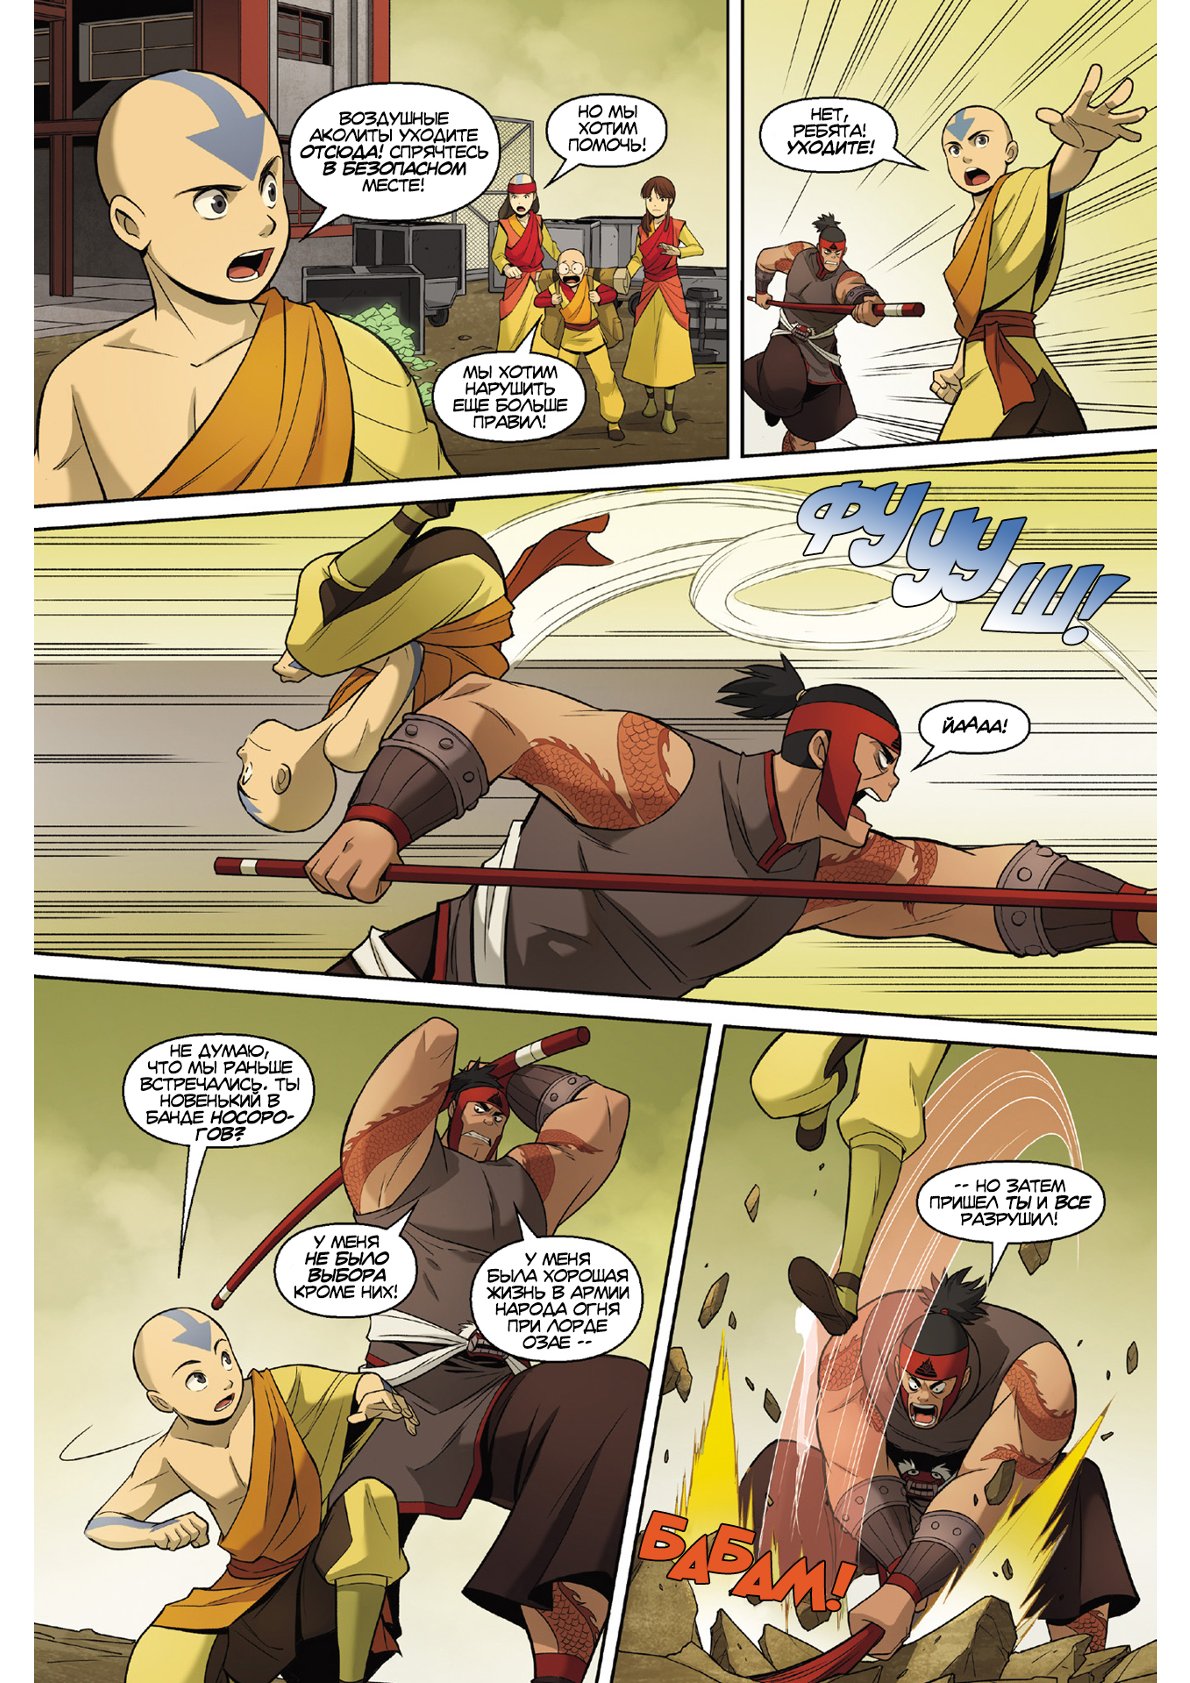 ВОЗДУШНЫЕ
АКОЛИТЫ УХОДИТЕ
ОТСЮДА! СПРЯЧТЕСЬ
В БЕЗОПАСНОМ
МЕСТЕ!
НО МЫ
ХОТИМ
ПОМОЧЬ!
МЫ ХОТИМ
НАРУШИТЬ
ЕЩЕ БОЛЬШЕ
ПРАВИЛ!
НЕТ,
РЕБЯТА!
УХОДИТЕ!
ФУУУУШ!
ЙАААА!
НЕ ДУМАЮ,
ЧТО МЫ РАНЬШЕ
ВСТРЕЧАЛИСЬ. ТЫ
НОВЕНЬКИЙ В
БАНДЕ НОСОРО-
ГОВ?
У МЕНЯ
НЕ БЫЛО
ВЫБОРА
КРОМЕ НИХ!
У МЕНЯ
БЫЛА ХОРОШАЯ
ЖИЗНЬ В АРМИИ
НАРОДА ОГНЯ
ПРИ ЛОРДЕ
ОЗАЕ --
-- НО ЗАТЕМ
ПРИШЕЛ ТЫ И ВСЕ
РАЗРУШИЛ!
БАБАМ!